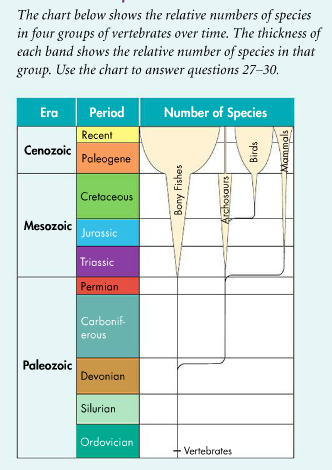 The chart below shows the relative numbers of species
in four groups of vertebrates over time. The thickness of
each band shows the relative number of species in that
group. Use the chart to answer questions 27–30.
Era Period Number of Species
Cenozoic
Recent
Paleogene
Mesozoic
Cretaceous
Jurassic
Triassic
Paleozoic
Permian
Carbonif-
erous
Devonian
Silurian
Ordovician
Bony Fishes
Archosaurs
Birds
Mammals
Vertebrates